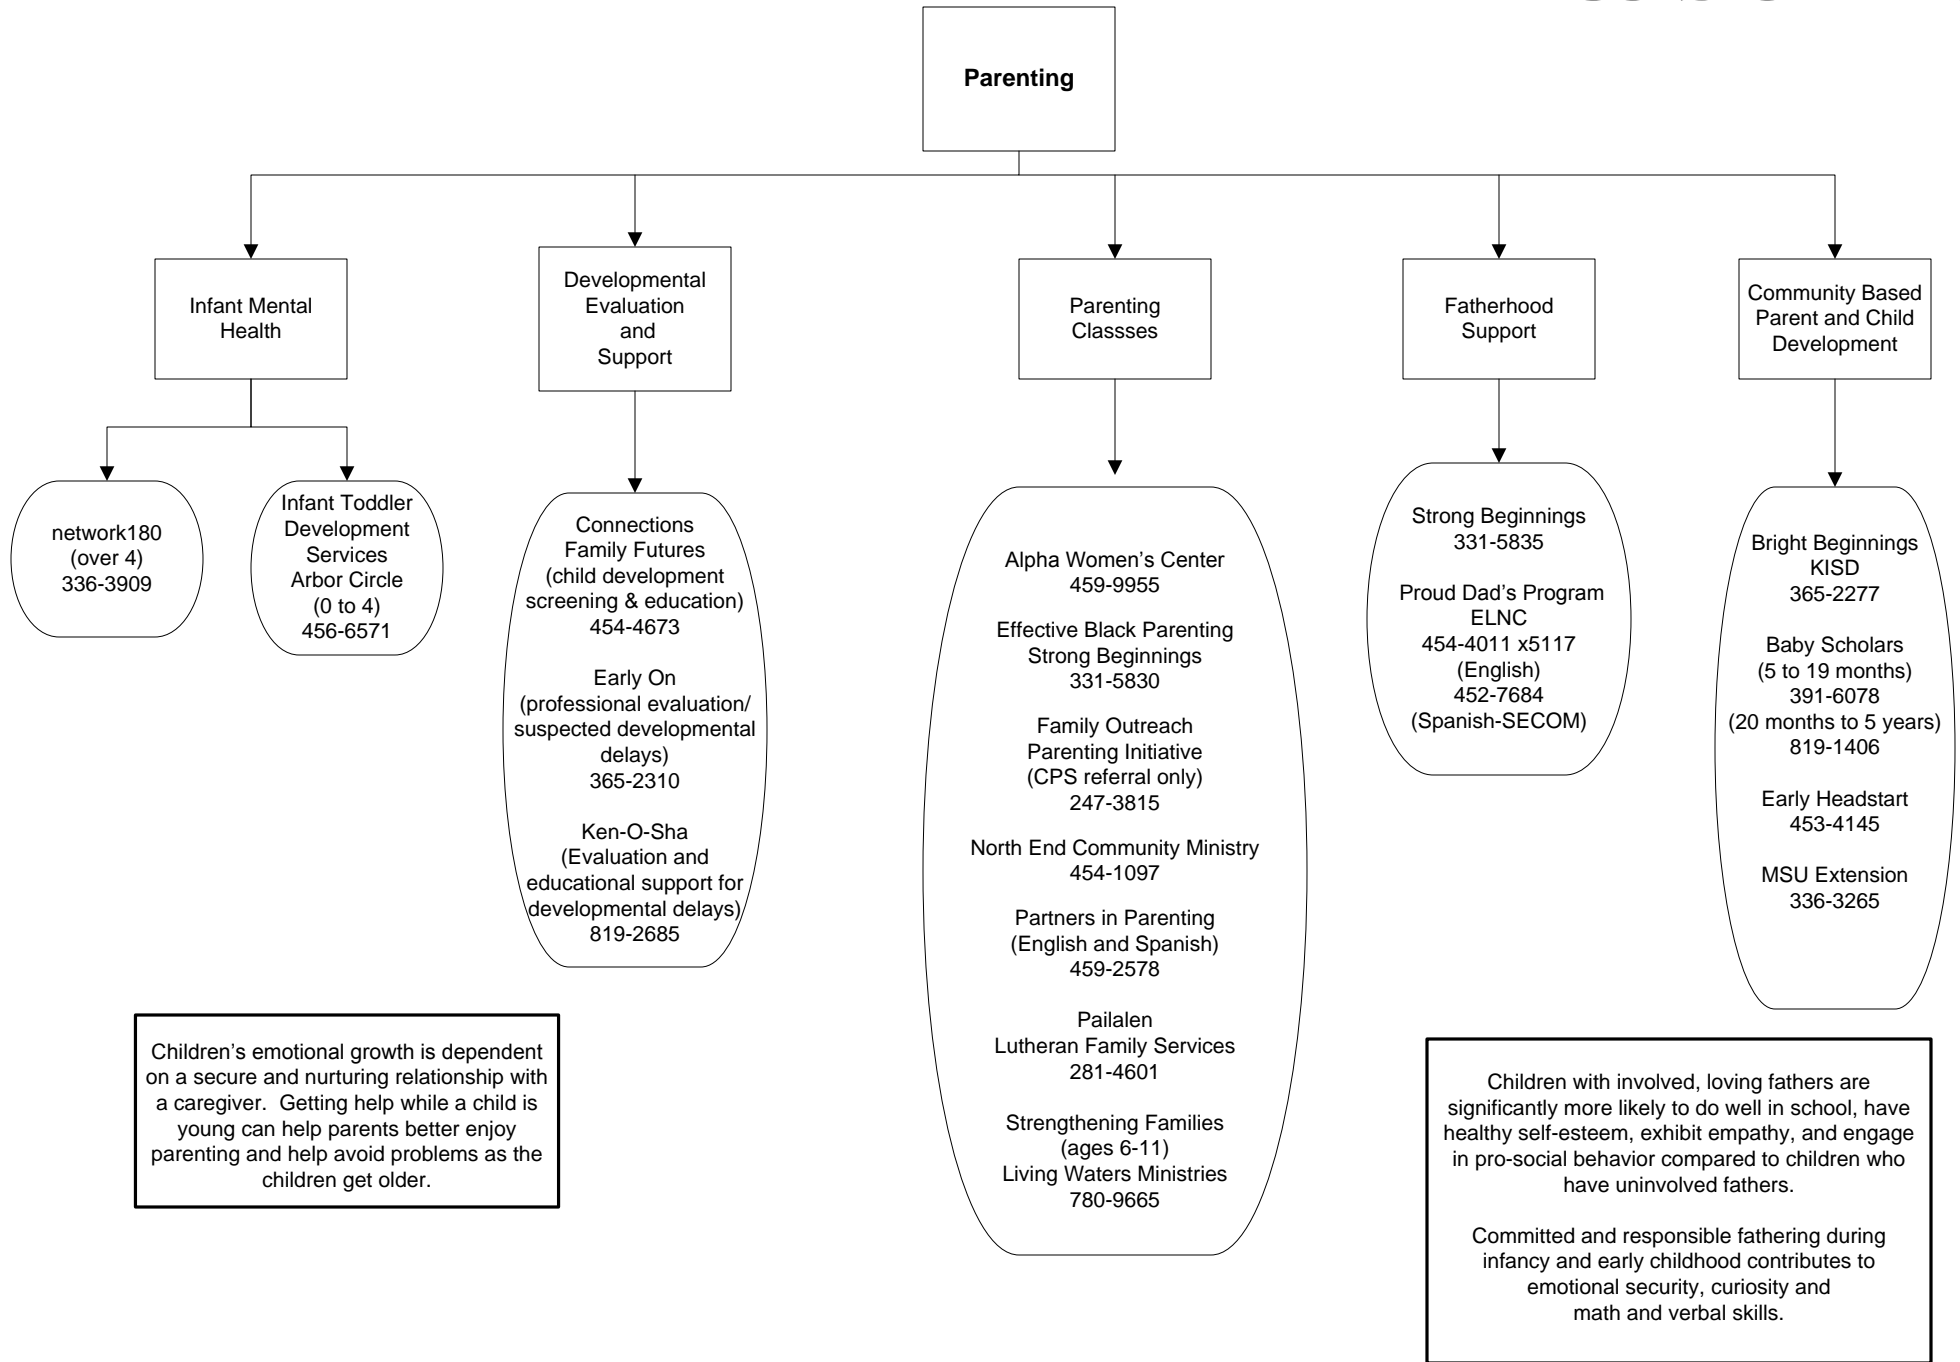 Parenting
Infant Mental
Health
Developmental
Evaluation
and
Support
Parenting
Classses
Fatherhood
Support
Community Based
Parent and Child
Development
network180
(over 4)
336-3909
Infant Toddler
Development
Services
Arbor Circle
(0 to 4)
456-6571
Connections
Family Futures
(child development
screening & education)
454-4673
Early On
(professional evaluation/
suspected developmental
delays)
365-2310
Ken-O-Sha
(Evaluation and
educational support for
developmental delays)
819-2685
Alpha Women’s Center
459-9955
Effective Black Parenting
Strong Beginnings
331-5830
Family Outreach
Parenting Initiative
(CPS referral only)
247-3815
North End Community Ministry
454-1097
Partners in Parenting
(English and Spanish)
459-2578
Pailalen
Lutheran Family Services
281-4601
Strengthening Families
(ages 6-11)
Living Waters Ministries
780-9665
Strong Beginnings
331-5835
Proud Dad’s Program
ELNC
454-4011 x5117
(English)
452-7684
(Spanish-SECOM)
Bright Beginnings
KISD
365-2277
Baby Scholars
(5 to 19 months)
391-6078
(20 months to 5 years)
819-1406
Early Headstart
453-4145
MSU Extension
336-3265
Children’s emotional growth is dependent
on a secure and nurturing relationship with
a caregiver.  Getting help while a child is
young can help parents better enjoy
parenting and help avoid problems as the
children get older.
Children with involved, loving fathers are
significantly more likely to do well in school, have
healthy self-esteem, exhibit empathy, and engage
in pro-social behavior compared to children who
have uninvolved fathers.
Committed and responsible fathering during
infancy and early childhood contributes to
emotional security, curiosity and
math and verbal skills.